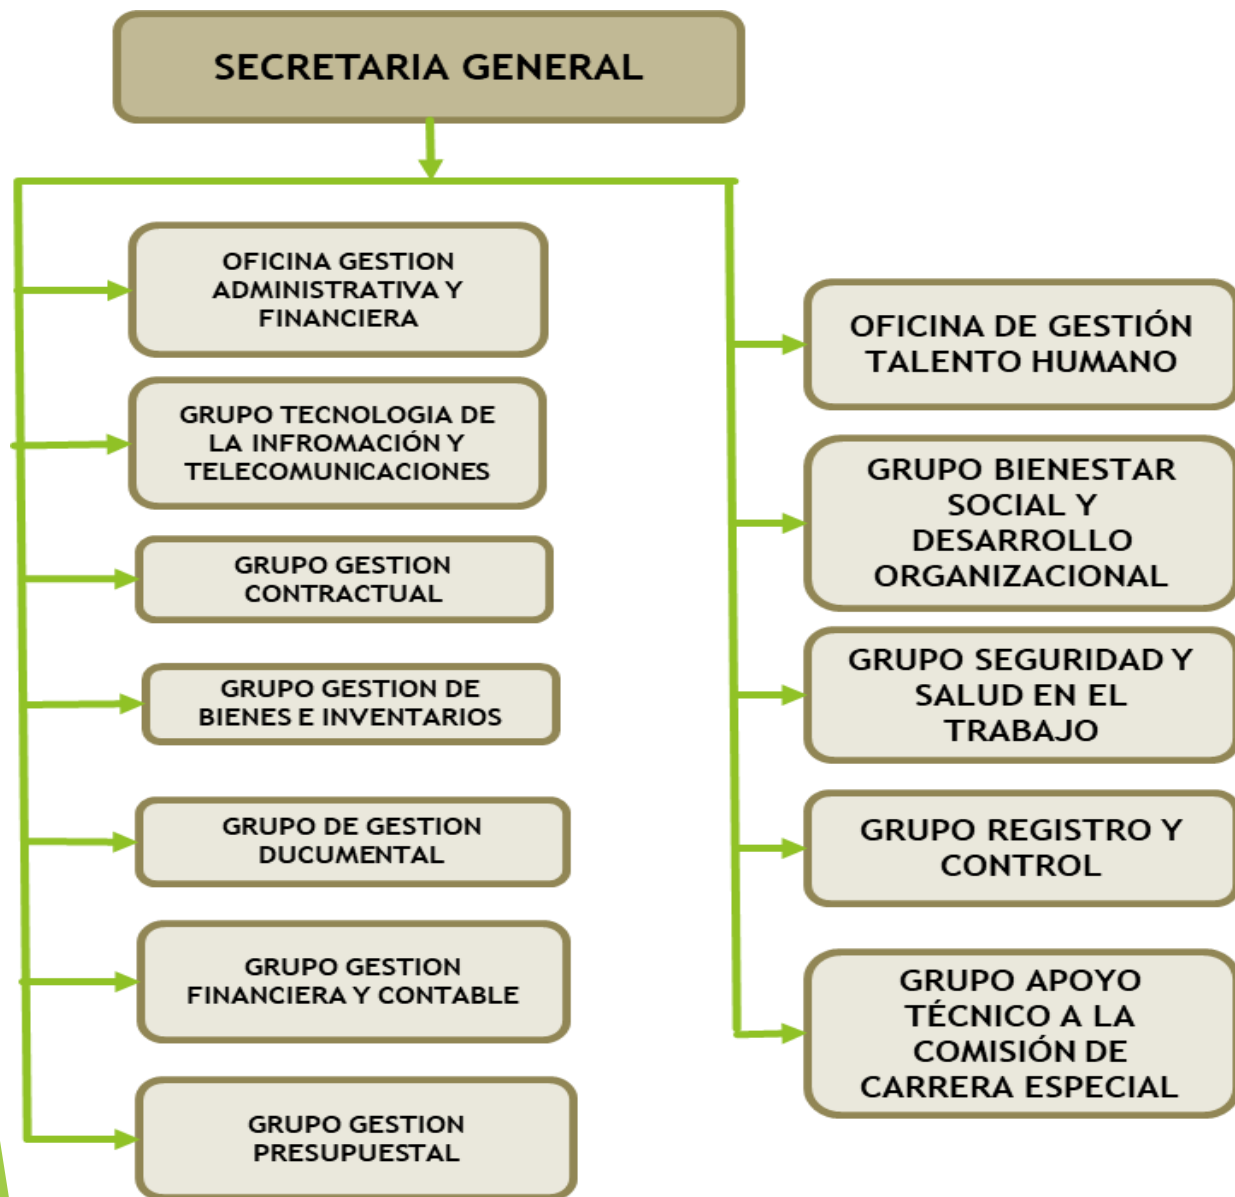 SECRETARIA GENERAL
OFICINA GESTION
ADMINISTRATIVA Y
FINANCIERA
GRUPO TECNOLOGIA DE
LA INFROMACIÓN Y
TELECOMUNICACIONES
GRUPO GESTION
CONTRACTUAL
GRUPO GESTION DE
BIENES E INVENTARIOS
GRUPO DE GESTION
DUCUMENTAL
GRUPO GESTION
FINANCIERA Y CONTABLE
GRUPO GESTION
PRESUPUESTAL
OFICINA DE GESTIÓN
TALENTO HUMANO
GRUPO BIENESTAR
SOCIAL Y
DESARROLLO
ORGANIZACIONAL
GRUPO SEGURIDAD Y
SALUD EN EL
TRABAJO
GRUPO REGISTRO Y
CONTROL
GRUPO APOYO
TÉCNICO A LA
COMISIÓN DE
CARRERA ESPECIAL